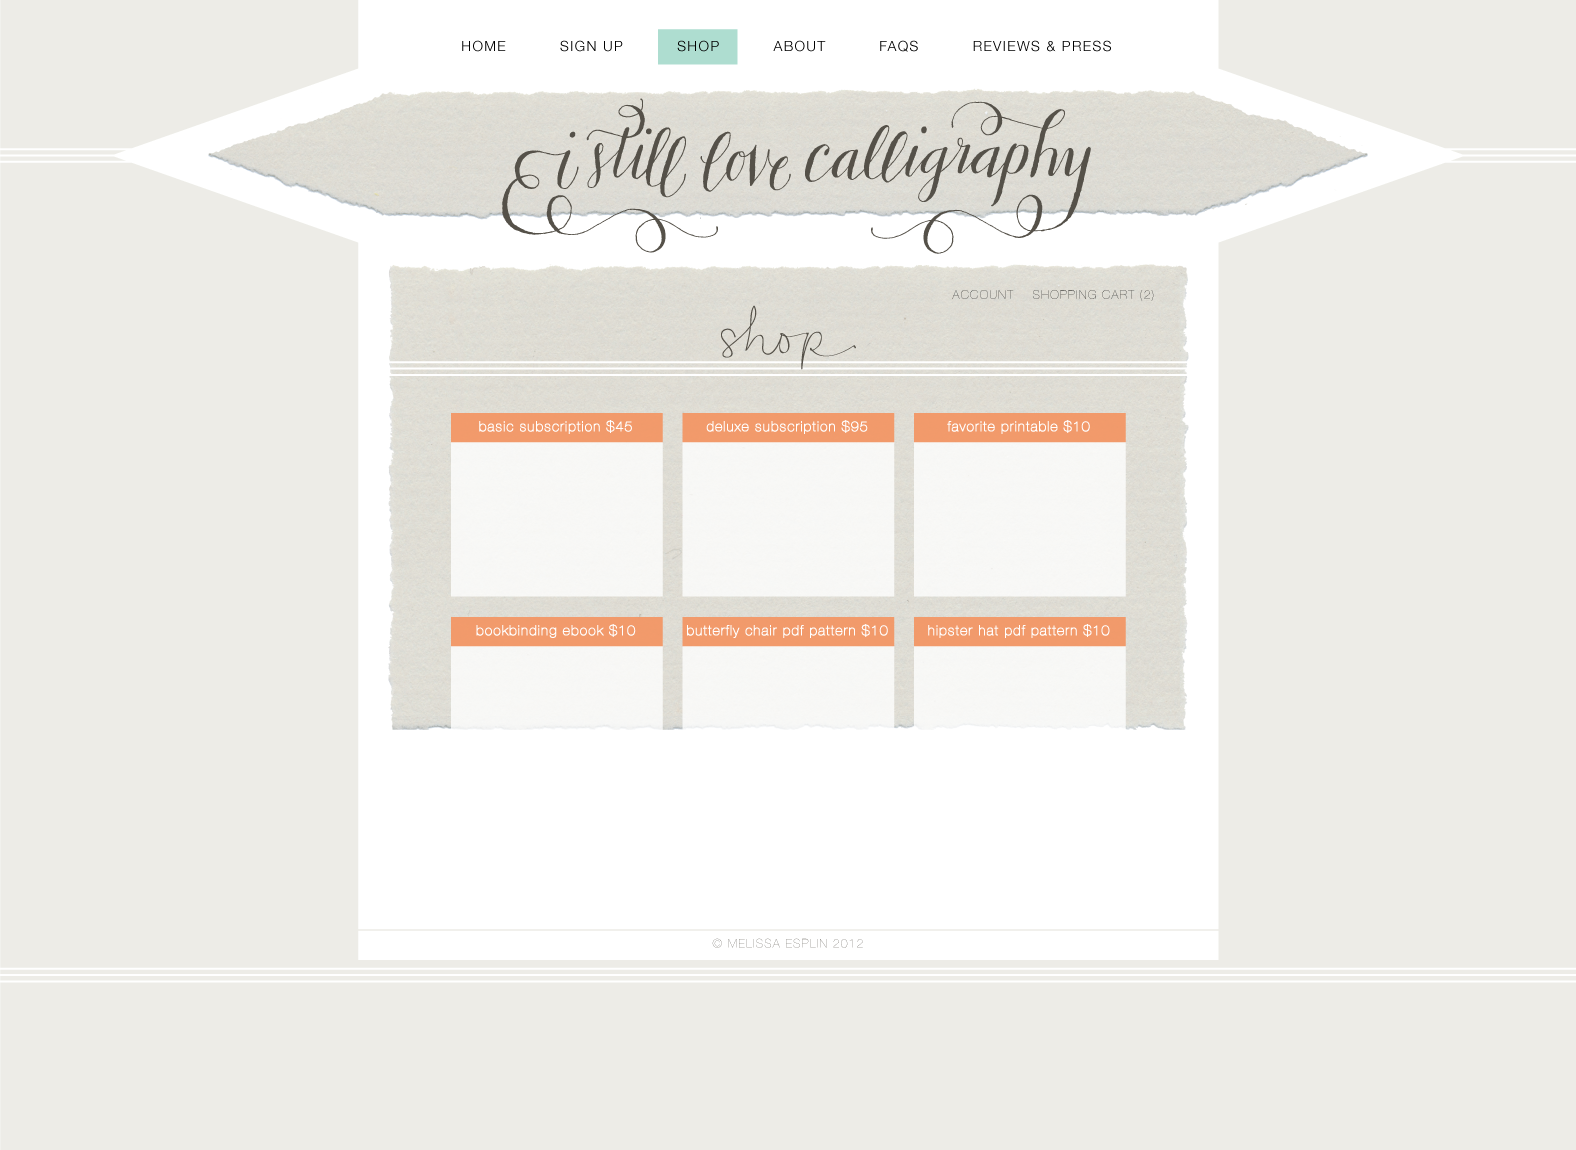 HOME SIGN UP SHOP ABOUT FAQS REVIEWS & PRESS
i still love calligraphy
ACCOUNT SHOPPING CART (2)
shop
basic subscription $45 deluxe subscription $95 favorite printable $10
bookbinding ebook $10 butterfly chair pdf pattern $10 hipster hat pdf pattern $10
© MELISSA ESPLIN 2012